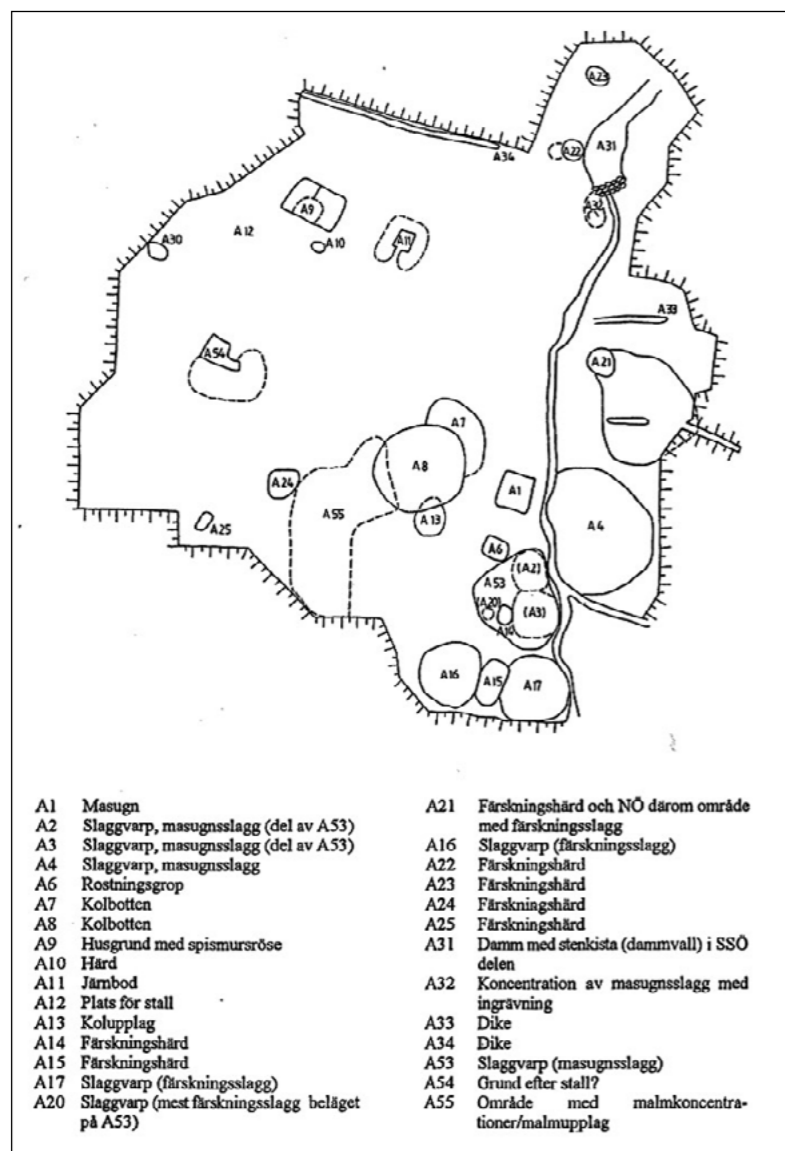 A23
A22
A31
A34
A32
A9
A12
A10
A11
A30
A33
A54
A21
A7
A8
A24
A1
A13
A55
A4
A25
A6
(A2)
A53
(A20)
(A3)
A14
A16
A15
A17
A1 Masugn
A2 Slaggvarp, masugnsslagg (del av A53)
A3 Slaggvarp, masugnsslagg (del av A53)
A4 Slaggvarp, masugnsslagg
A6 Rostningsgrop
A7 Kolbotten
A8 Kolbotten
A9 Husgrund med spismursröse
A10 Härd
A11 Järnbod
A12 Plats för stall
A13 Kolupplag
A14 Färskningshärd
A15 Färskningshärd
A17 Slaggvarp (färskningsslagg)
A20 Slaggvarp (mest färskningsslagg beläget
på A53)
A21 Färskningshärd och NÖ därom område
med färskningsslagg
A16 Slaggvarp (färskningsslagg)
A22 Färskningshärd
A23 Färskningshärd
A24 Färskningshärd
A25 Färskningshärd
A31 Damm med stenkista (dammvall) i SSÖ
delen
A32 Koncentration av masugnsslagg med
ingrävning
A33 Dike
A34 Dike
A53 Slaggvarp (masugnsslagg)
A54 Grund efter stall?
A55 Område med malmkoncentra-
tioner/malmupplag